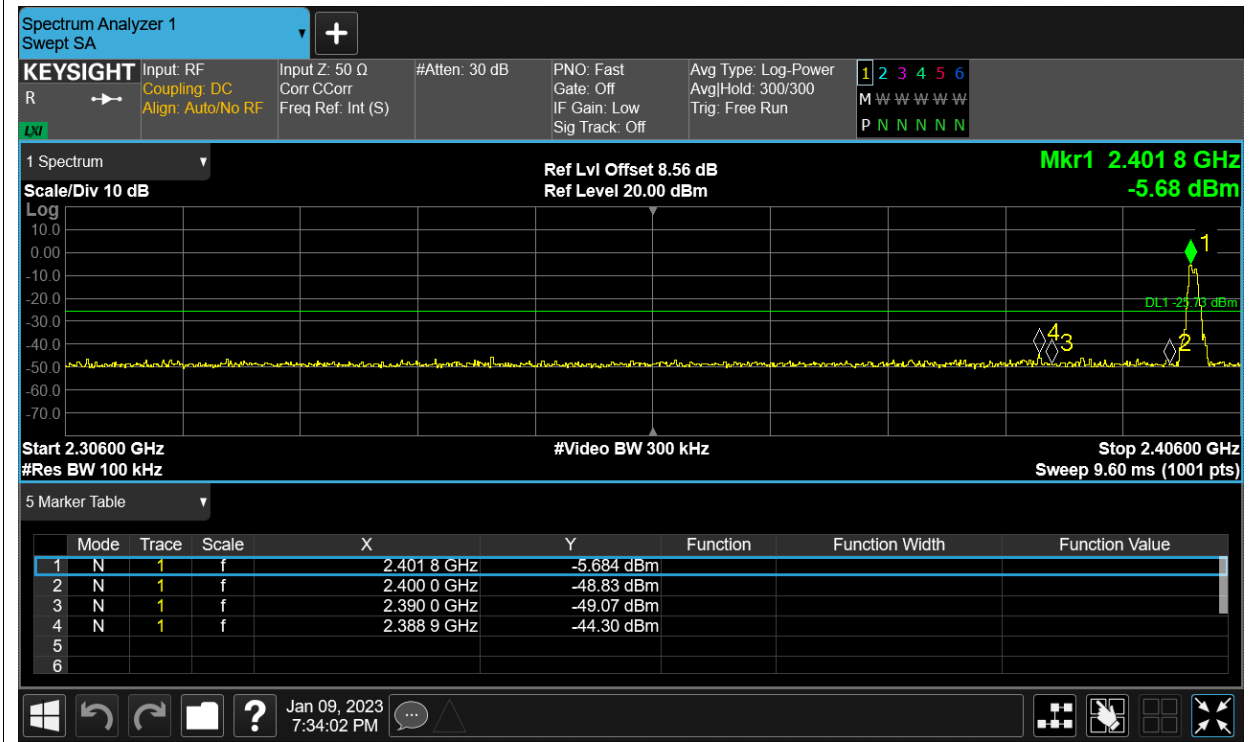 Spectrum Analyzer 1
Swept SA
+
KEYSIGHT
R
LXI
Input: RF
Coupling: DC
Align: Auto/No RF
Input Z: 50 Ω
Corr CCorr
Freq Ref: Int (S)
#Atten: 30 dB
PNO: Fast
Gate: Off
IF Gain: Low
Sig Track: Off
Avg Type: Log-Power
Avg|Hold: 300/300
Trig: Free Run
1 2 3 4 5 6
M W W W W W
P N N N N N
1 Spectrum
Scale/Div 10 dB
Log
Ref Lvl Offset 8.56 dB
Ref Level 20.00 dBm
Mkr1 2.401 8 GHz
-5.68 dBm
10.0
0.00
-10.0
-20.0
-30.0
-40.0
-50.0
-60.0
-70.0
1
DL1 -25.73 dBm
4
3
2
Start 2.30600 GHz
#Res BW 100 kHz
#Video BW 300 kHz
Stop 2.40600 GHz
Sweep 9.60 ms (1001 pts)
5 Marker Table
Mode Trace Scale X Y Function Function Width Function Value
1 N 1 f 2.401 8 GHz -5.684 dBm
2 N 1 f 2.400 0 GHz -48.83 dBm
3 N 1 f 2.390 0 GHz -49.07 dBm
4 N 1 f 2.388 9 GHz -44.30 dBm
5
6
?
Jan 09, 2023
7:34:02 PM